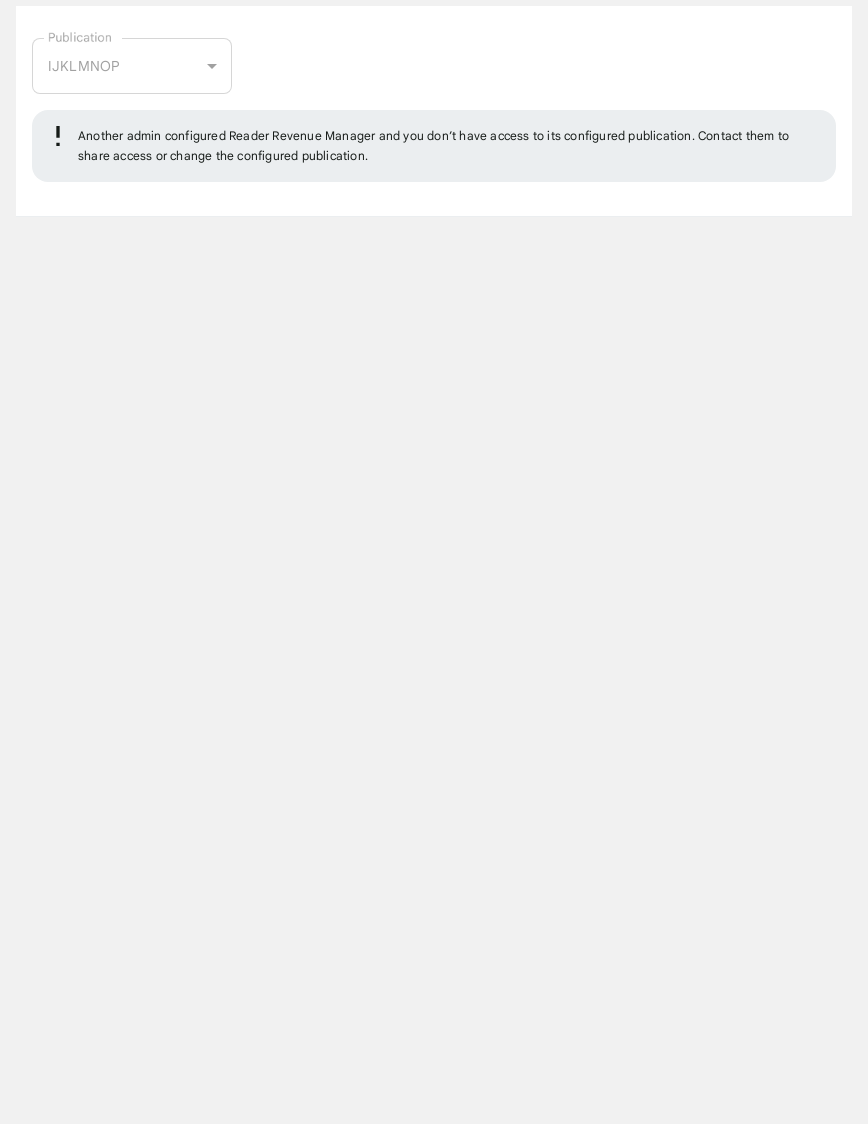 Publication
IJKLMNOP
! Another admin configured Reader Revenue Manager and you don’t have access to its configured publication. Contact them to
share access or change the configured publication.